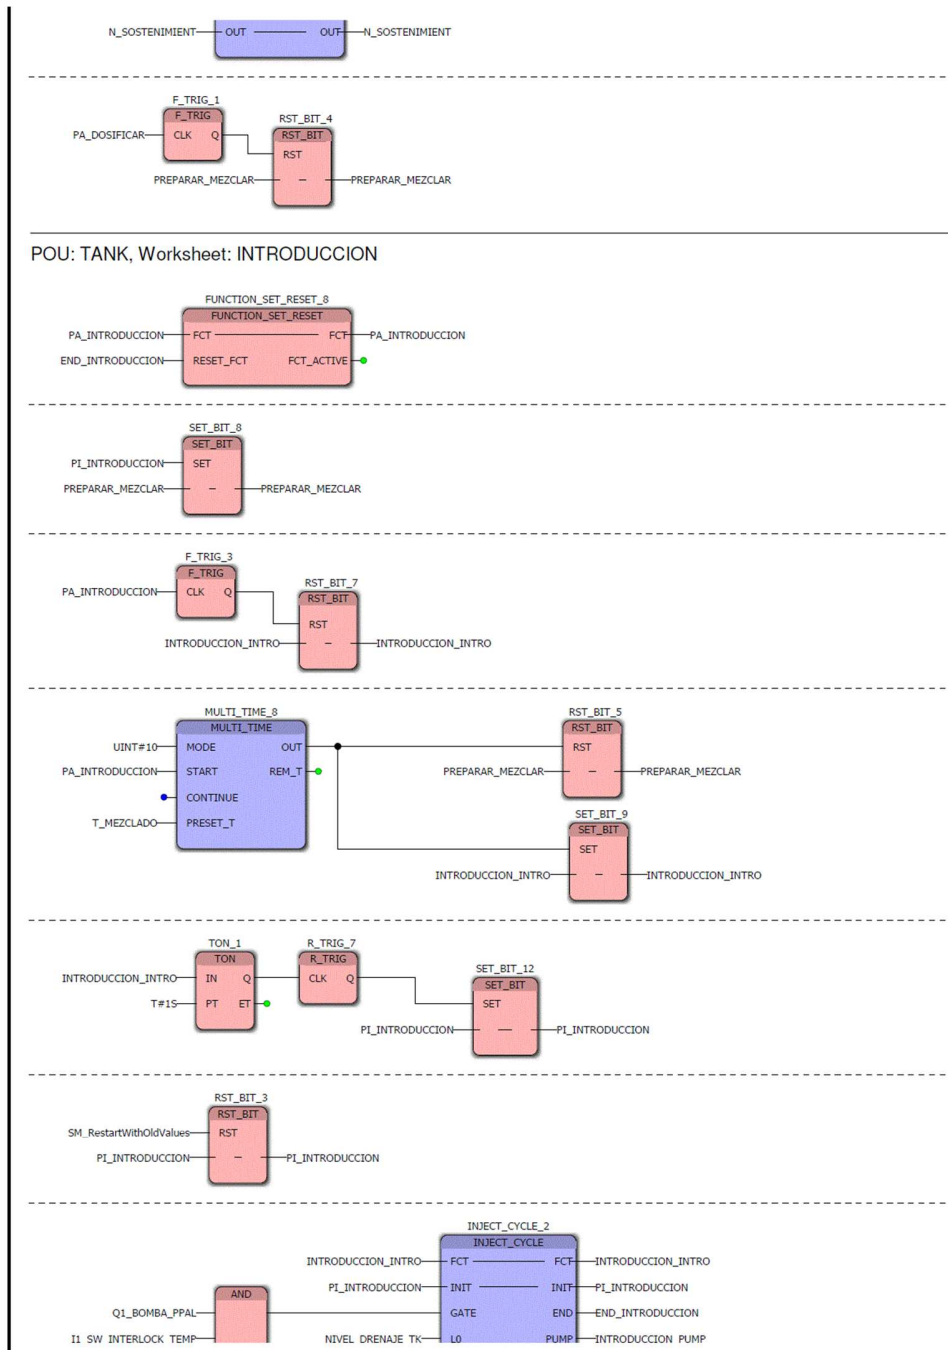 N_SOSTENIMIENT OUT OUT N_SOSTENIMIENT
F_TRIG_1
F_TRIG
RST_BIT_4
PA_DOSIFICAR CLK Q RST_BIT
RST
PREPARAR_MEZCLAR PREPARAR_MEZCLAR
POU: TANK, Worksheet: INTRODUCCION
FUNCTION_SET_RESET_8
FUNCTION_SET_RESET
PA_INTRODUCCION FCT FCT PA_INTRODUCCION
END_INTRODUCCION RESET_FCT FCT_ACTIVE
SET_BIT_8
SET_BIT
PI_INTRODUCCION SET
PREPARAR_MEZCLAR PREPARAR_MEZCLAR
F_TRIG_3
F_TRIG
RST_BIT_7
PA_INTRODUCCION CLK Q RST_BIT
RST
INTRODUCCION_INTRO INTRODUCCION_INTRO
MULTI_TIME_8 RST_BIT_5
MULTI_TIME RST_BIT
UINT#10 MODE OUT RST
PA_INTRODUCCION START REM_T PREPARAR_MEZCLAR PREPARAR_MEZCLAR
CONTINUE
SET_BIT_9
T_MEZCLADO PRESET_T SET_BIT
SET
INTRODUCCION_INTRO INTRODUCCION_INTRO
TON_1 R_TRIG_7
TON R_TRIG
SET_BIT_12
INTRODUCCION_INTRO IN Q CLK Q SET_BIT
T#1S PT ET SET
PI_INTRODUCCION PI_INTRODUCCION
RST_BIT_3
RST_BIT
SM_RestartWithOldValues RST
PI_INTRODUCCION PI_INTRODUCCION
INJECT_CYCLE_2
INJECT_CYCLE
INTRODUCCION_INTRO FCT FCT INTRODUCCION_INTRO
PI_INTRODUCCION INIT INIT PI_INTRODUCCION
AND
Q1_BOMBA_PPAL GATE END END_INTRODUCCION
I1_SW_INTERLOCK_TEMP NIVEL_DRENAJE_TK L0 PUMP INTRODUCCION_PUMP